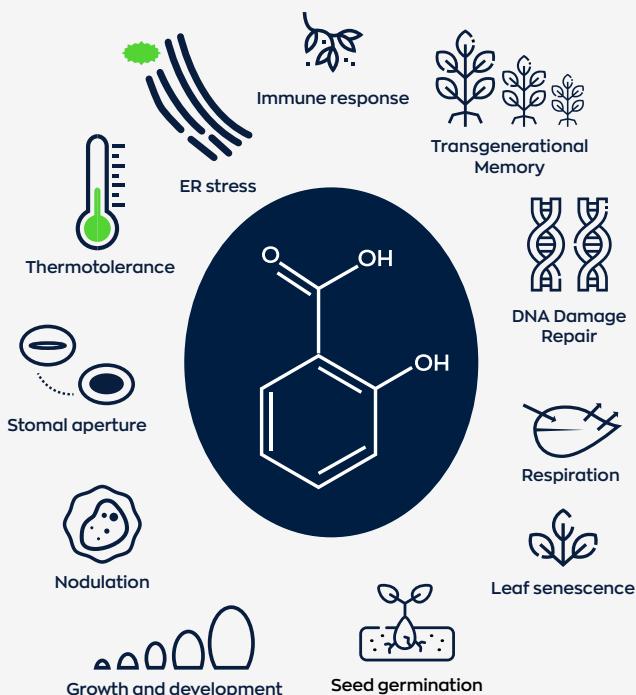 Immune response
Transgenerational
Memory
ER stress
Thermotolerance
O
OH
OH
DNA Damage
Repair
Stomal aperture
Respiration
Nodulation
Leaf senescence
Growth and development
Seed germination